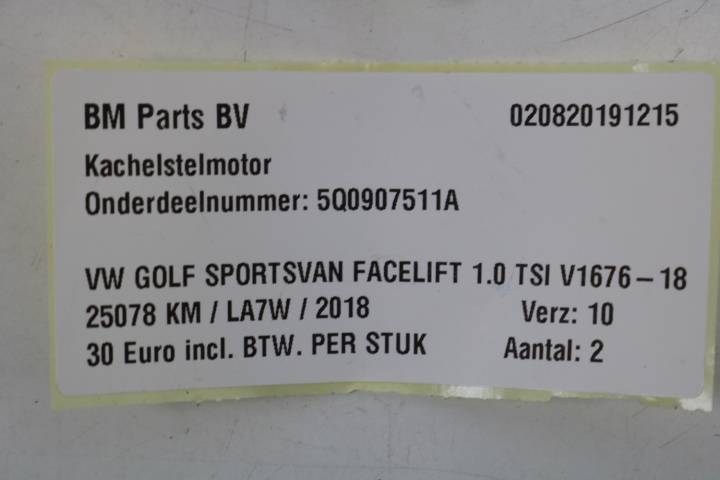 BM Parts BV 020820191215
Kachelstelmotor
Onderdeelnummer: 5Q0907511A
VW GOLF SPORTSVAN FACELIFT 1.0 TSI V1676-18
25078 KM / LA7W / 2018 Verz: 10
30 Euro incl. BTW. PER STUK Aantal: 2